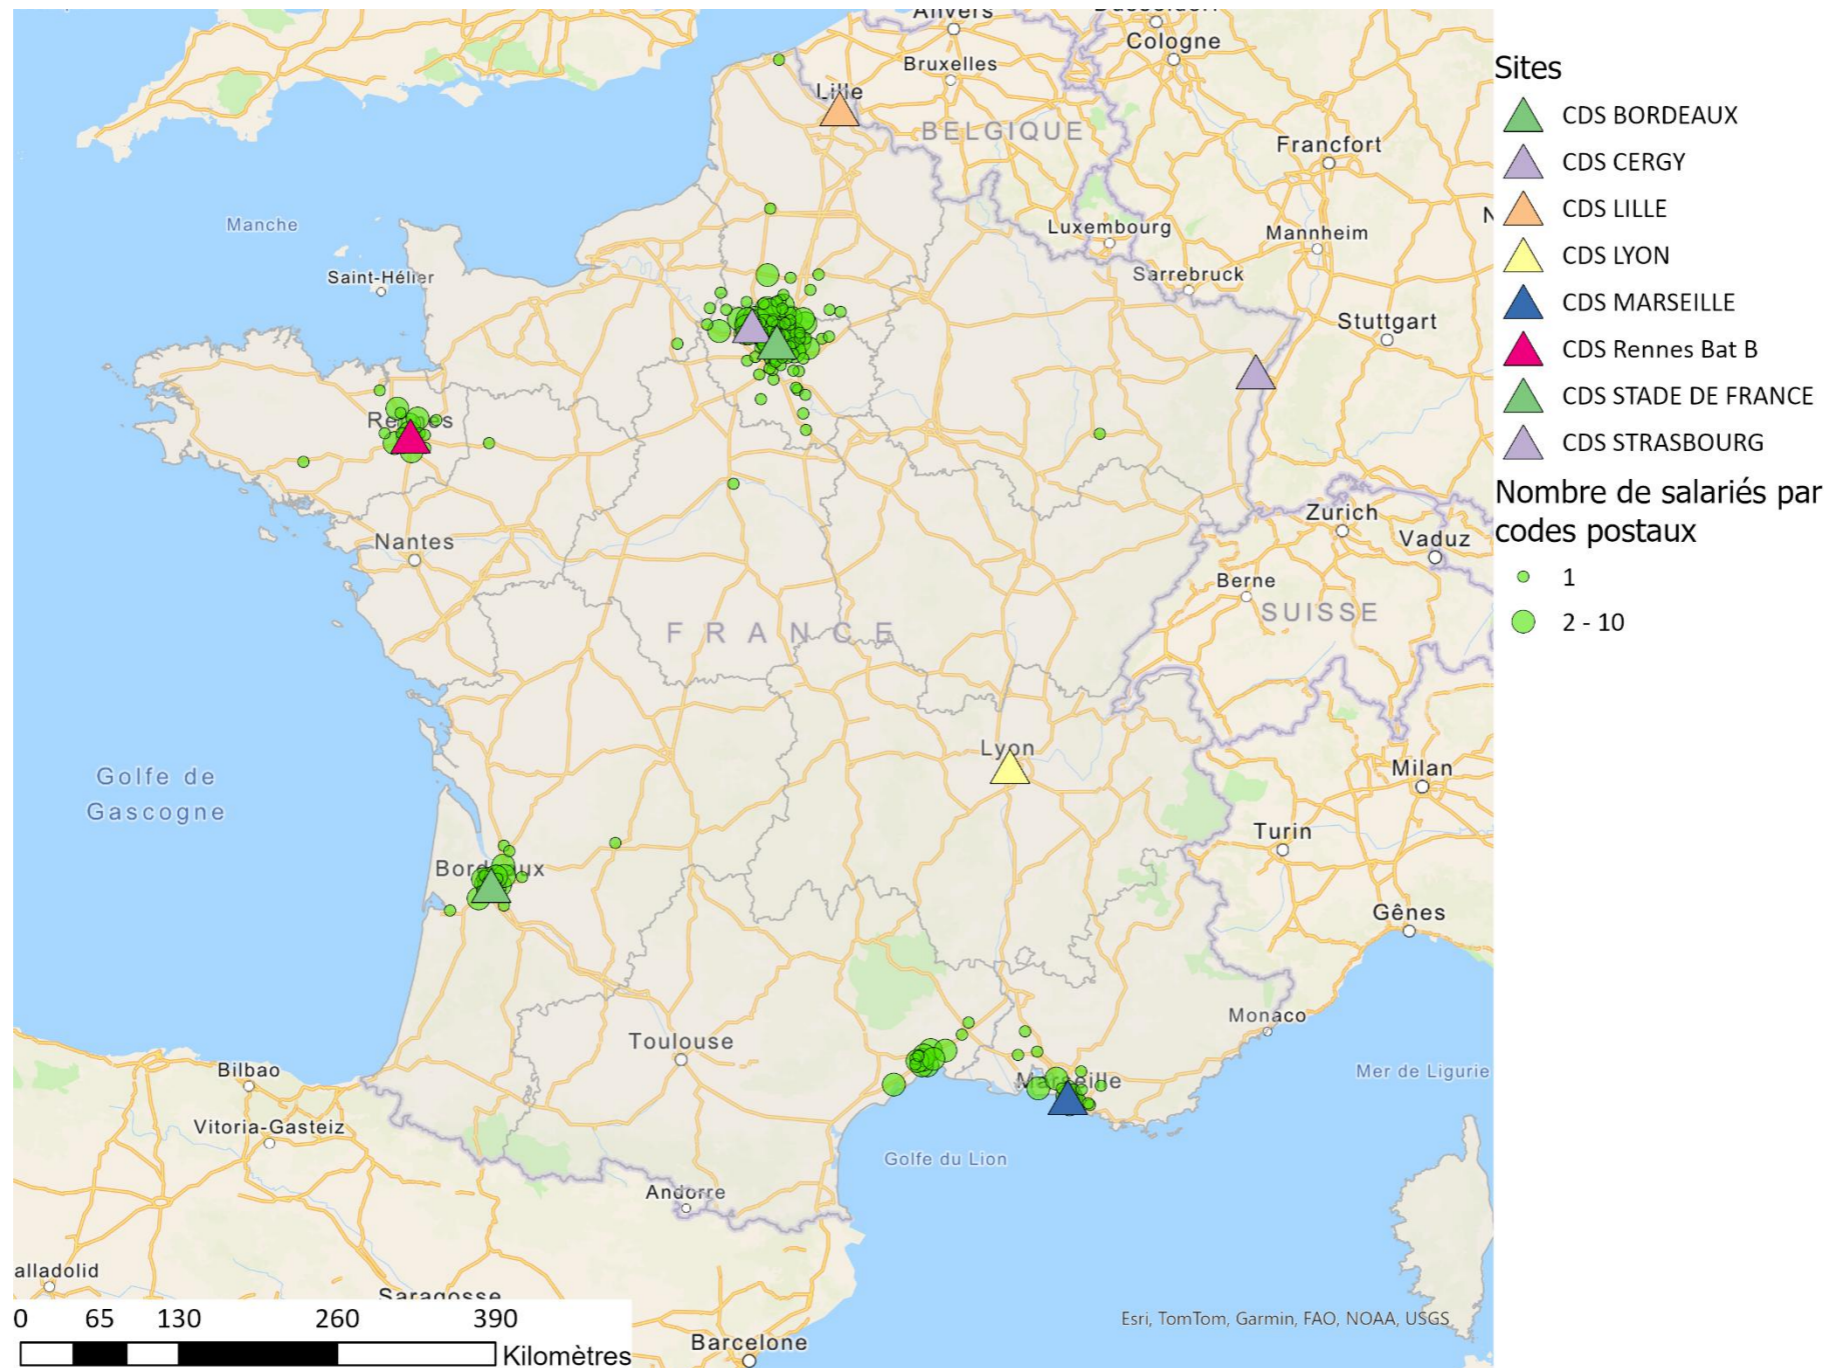 Anvers
Cologne
Bruxelles
Lille
BELGIQUE
Francfort
Manche
Luxembourg
Mannheim
Saint-Hélier
Sarrebruck
Stuttgart
Rennes
Nantes
Zurich
Vaduz
Berne
SUISSE
FRANCE
Lyon
Golfe de
Gascogne
Milan
Turin
Bordeaux
Gênes
Monaco
Toulouse
Bilbao
Marseille
Mer de Ligurie
Vitoria-Gasteiz
Golfe du Lion
Andorre
alladolid
Saragosse
Barcelone
0 65 130 260 390
Kilomètres
Esri, TomTom, Garmin, FAO, NOAA, USGS
Sites
CDS BORDEAUX
CDS CERGY
CDS LILLE
CDS LYON
CDS MARSEILLE
CDS Rennes Bat B
CDS STADE DE FRANCE
CDS STRASBOURG
Nombre de salariés par
codes postaux
1
2 - 10